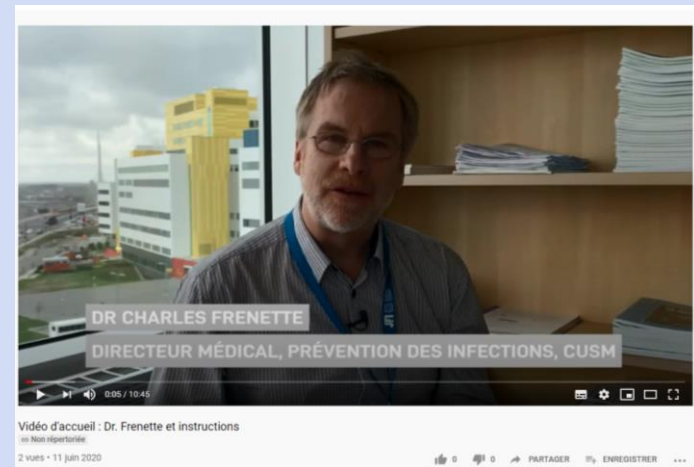 DR CHARLES FRENETTE
DIRECTEUR MÉDICAL, PRÉVENTION DES INFECTIONS, CUSM
0:05 / 10:45
Vidéo d'accueil : Dr. Frenette et instructions
Non répertoriée
2 vues • 11 juin 2020
0 0 PARTAGER ENREGISTRER